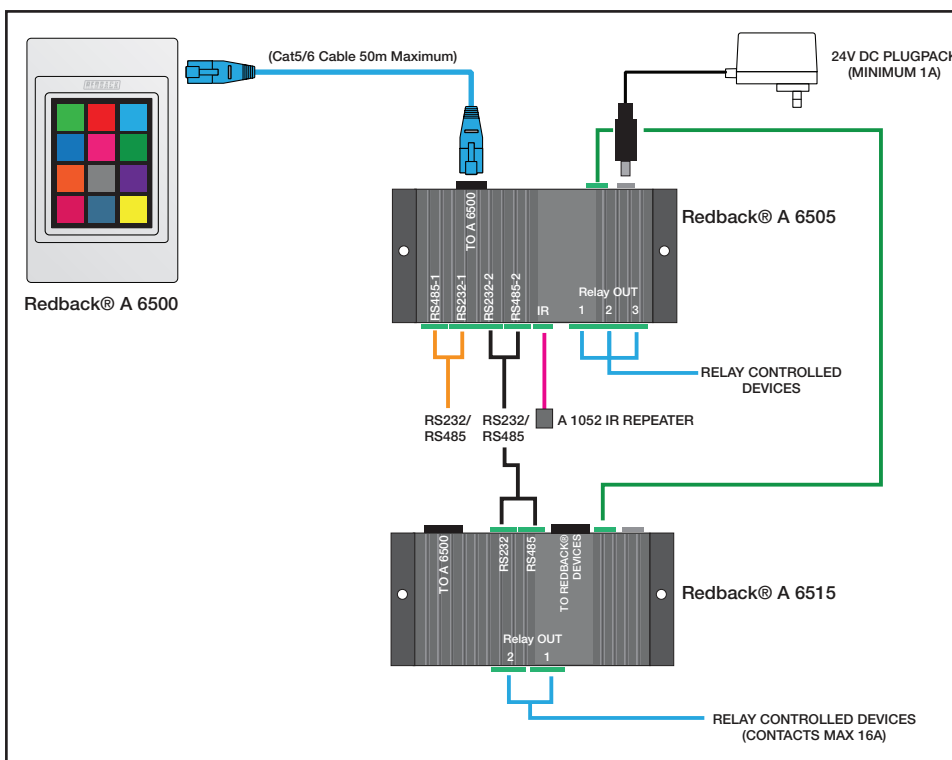 (Cat5/6 Cable 50m Maximum)
24V DC PLUGPACK
(MINIMUM 1A)
REDBACK
Redback® A 6500
TO A 6500
Redback® A 6505
RS485-1
RS232-1
RS232-2
RS485-2
IR
Relay OUT
1 2 3
RELAY CONTROLLED
DEVICES
RS232/
RS485
RS232/
RS485
A 1052 IR REPEATER
TO A 6500
RS232
RS485
TO REDBACK®
DEVICES
Redback® A 6515
Relay OUT
2 1
RELAY CONTROLLED DEVICES
(CONTACTS MAX 16A)